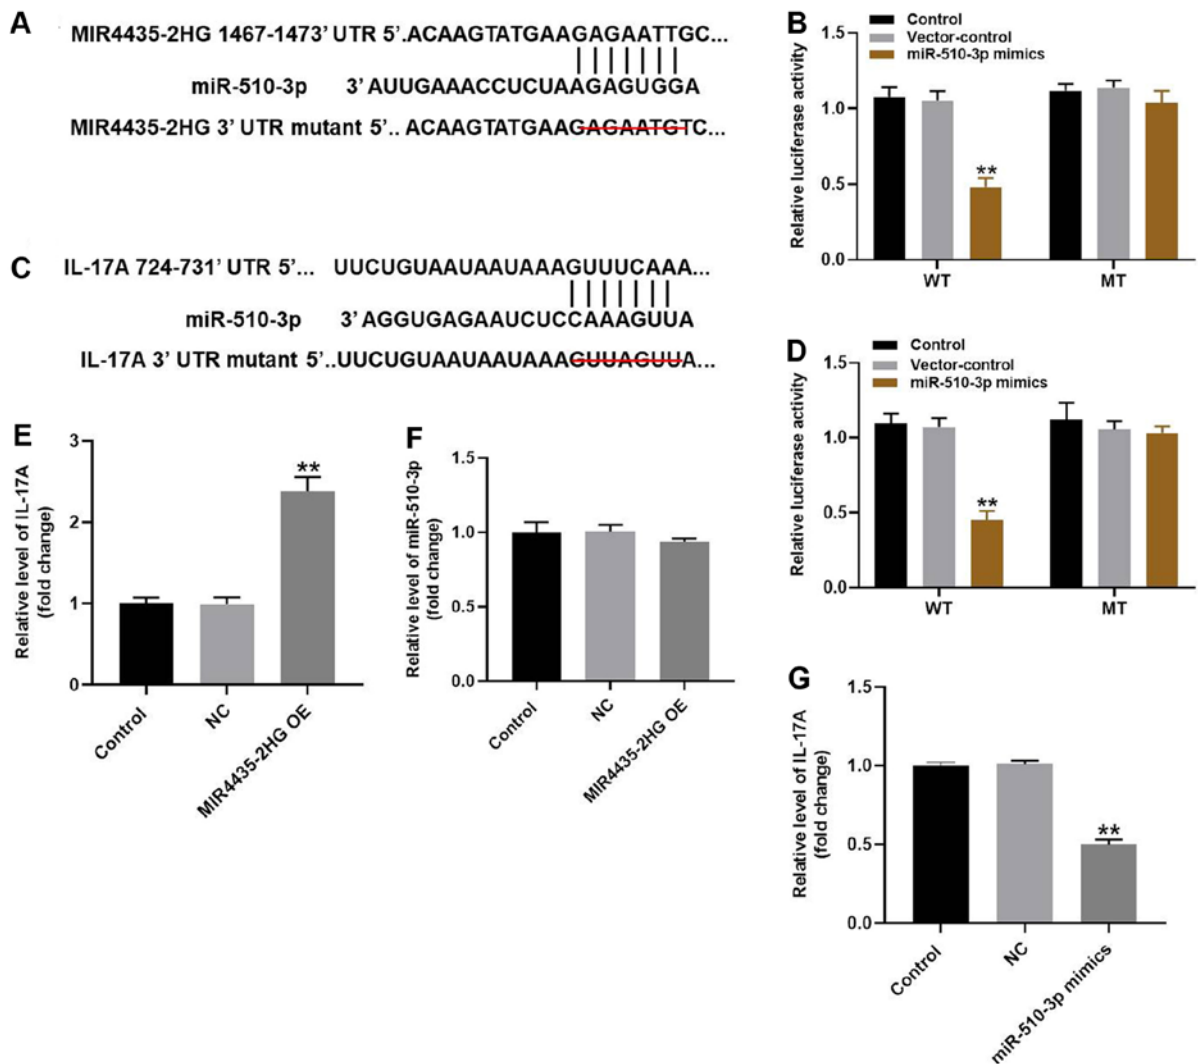 A
MIR4435-2HG 1467-1473’ UTR 5’..ACAAGTATGAAGAGAATTGC...
miR-510-3p 3’ AUUGAAACCUCUAAGAGUGGA
MIR4435-2HG 3’ UTR mutant 5’.. ACAAGTATGAAGAGAATGTC...
B
Control
Vector-control
miR-510-3p mimics
Relative luciferase activity
1.5
1.0
0.5
0.0
**
WT
MT
C
IL-17A 724-731’ UTR 5’... UUCUGUAAUAAUAAAGUUUCAAA...
miR-510-3p 3’ AGGUGAGAAUCUCCAAAGUUA
IL-17A 3’ UTR mutant 5’..UUCUGUAAUAAUAAAGUUAGUUA...
D
Control
Vector-control
miR-510-3p mimics
Relative luciferase activity
1.5
1.0
0.5
0.0
**
WT
MT
E
Relative level of IL-17A
(fold change)
3
2
1
0
**
Control
NC
MIR4435-2HG OE
F
Relative level of miR-510-3p
(fold change)
1.5
1.0
0.5
0.0
Control
NC
MIR4435-2HG OE
G
Relative level of IL-17A
(fold change)
1.5
1.0
0.5
0.0
**
Control
NC
miR-510-3p mimics